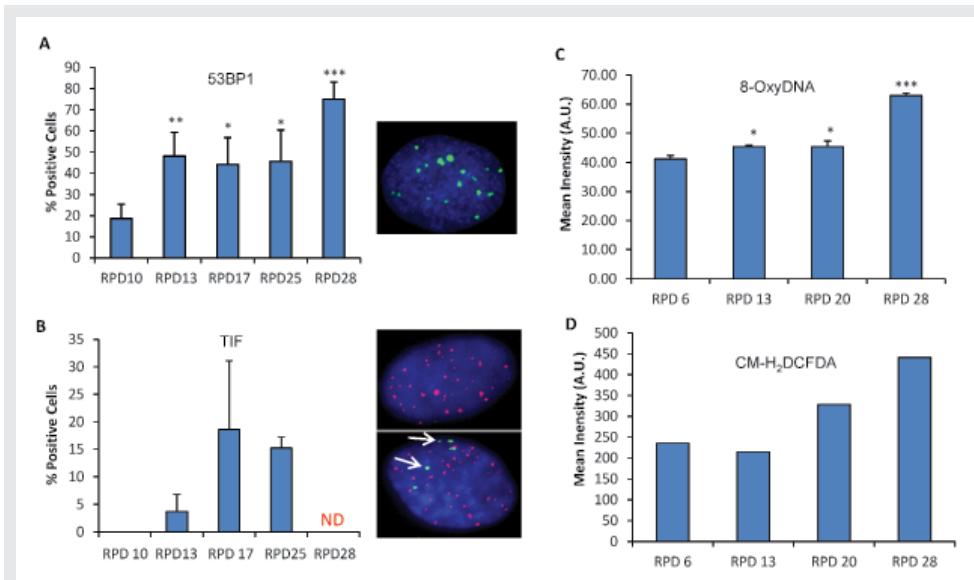 A
53BP1
% Positive Cells
90
80
70
60
50
40
30
20
10
0
** * * ***
RPD10 RPD13 RPD17 RPD25 RPD28
B
TIF
% Positive Cells
35
30
25
20
15
10
5
0
ND
RPD 10 RPD13 RPD 17 RPD25 RPD28
C
8-OxyDNA
Mean Inensity (A.U.)
70.00
60.00
50.00
40.00
30.00
20.00
10.00
0.00
* * ***
RPD 6 RPD 13 RPD 20 RPD 28
D
CM-H₂DCFDA
Mean Inensity (A.U.)
500
450
400
350
300
250
200
150
100
50
0
RPD 6 RPD 13 RPD 20 RPD 28